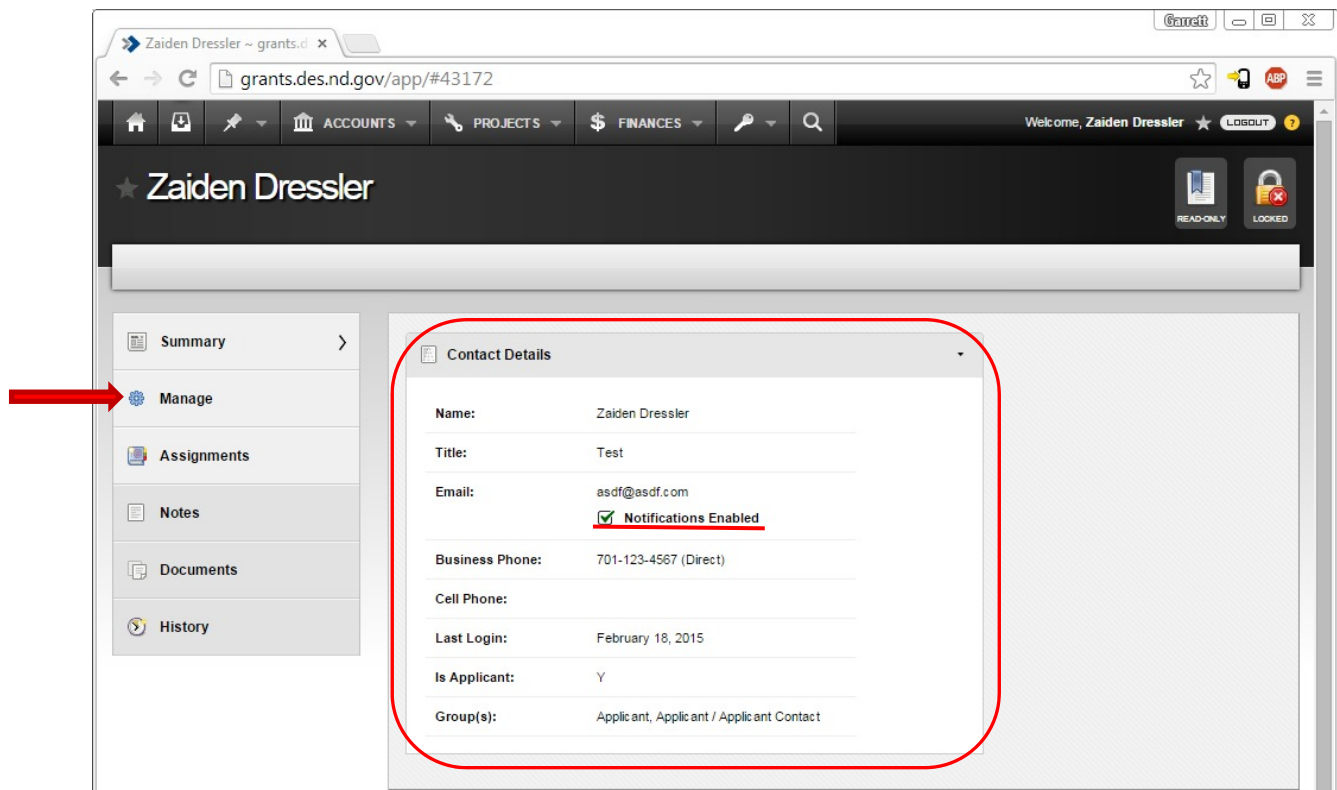 Garrett
Zaiden Dressler ~ grants.d
grants.des.nd.gov/app/#43172
ABP
ACCOUNTS PROJECTS $ FINANCES Welcome, Zaiden Dressler LOGOUT ?
Zaiden Dressler
READ-ONLY LOCKED
Summary
Manage
Assignments
Notes
Documents
History
Contact Details
Name: Zaiden Dressler
Title: Test
Email: asdf@asdf.com
Notifications Enabled
Business Phone: 701-123-4567 (Direct)
Cell Phone:
Last Login: February 18, 2015
Is Applicant: Y
Group(s): Applicant, Applicant / Applicant Contact